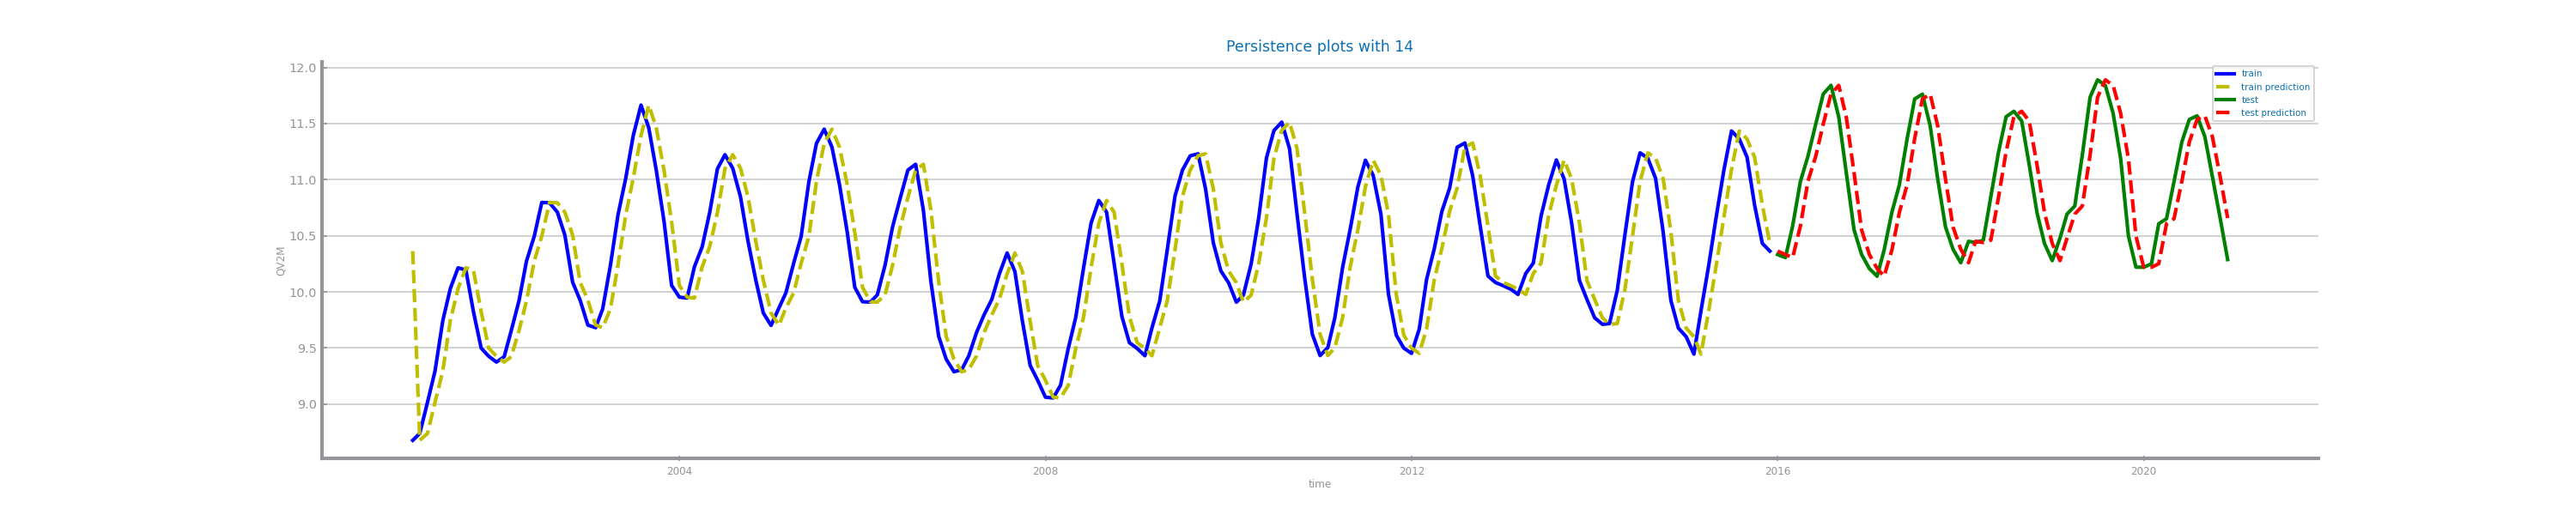 Persistence plots with 14
12.0
11.5
11.0
10.5
10.0
9.5
9.0
QV2M
train
train prediction
test
test prediction
2004
2008
2012
2016
2020
time